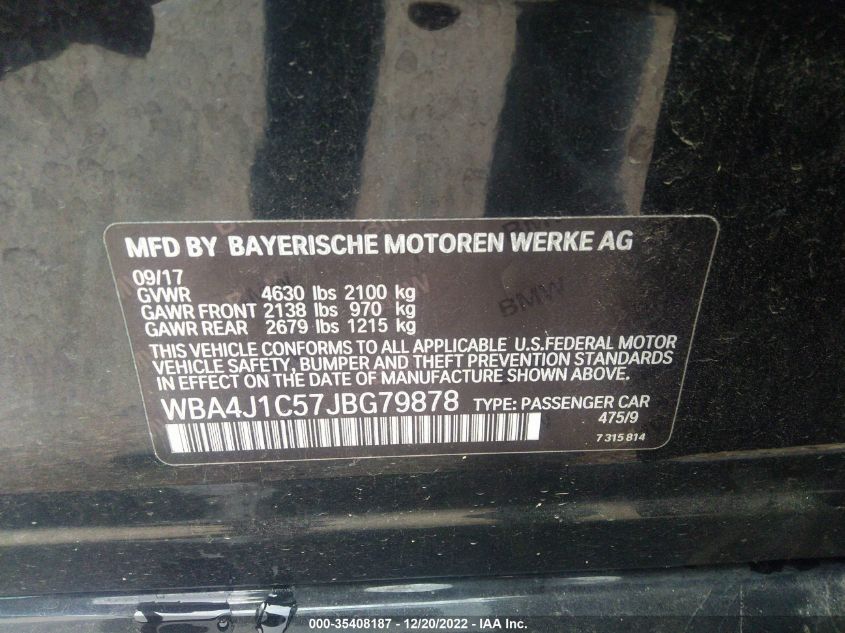 MFD BY BAYERISCHE MOTOREN WERKE AG
09/17
GVWR 4630 lbs 2100 kg
GAWR FRONT 2138 lbs 970 kg
GAWR REAR 2679 lbs 1215 kg
THIS VEHICLE CONFORMS TO ALL APPLICABLE U.S.FEDERAL MOTOR
VEHICLE SAFETY, BUMPER AND THEFT PREVENTION STANDARDS
IN EFFECT ON THE DATE OF MANUFACTURE SHOWN ABOVE.
WBA4J1C57JBG79878 TYPE: PASSENGER CAR
475/9
7 315 814
BMW
000-35408187 - 12/20/2022 - IAA Inc.